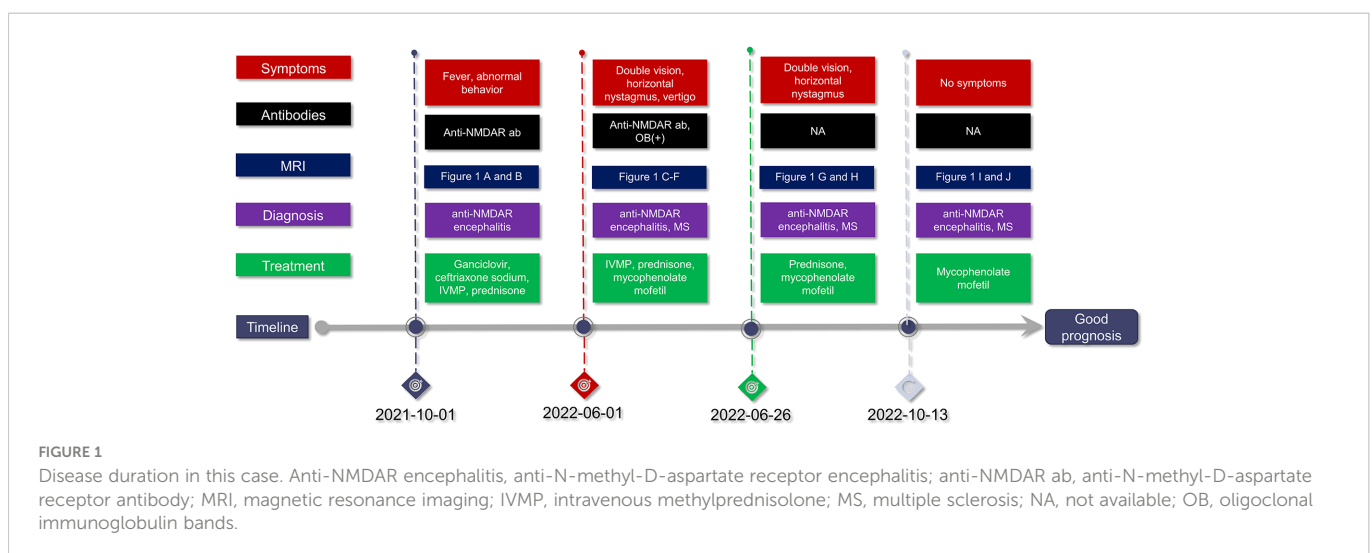 Symptoms
Fever, abnormal
behavior
Double vision,
horizontal
nystagmus, vertigo
Double vision,
horizontal
nystagmus
No symptoms
Antibodies
Anti-NMDAR ab
Anti-NMDAR ab,
OB(+)
NA
NA
MRI
Figure 1 A and B
Figure 1 C-F
Figure 1 G and H
Figure 1 I and J
Diagnosis
anti-NMDAR
encephalitis
anti-NMDAR
encephalitis, MS
anti-NMDAR
encephalitis, MS
anti-NMDAR
encephalitis, MS
Treatment
Ganciclovir,
ceftriaxone sodium,
IVMP, prednisone
IVMP, prednisone,
mycophenolate
mofetil
Prednisone,
mycophenolate
mofetil
Mycophenolate
mofetil
Timeline
Good
prognosis
2021-10-01
2022-06-01
2022-06-26
2022-10-13
FIGURE 1
Disease duration in this case. Anti-NMDAR encephalitis, anti-N-methyl-D-aspartate receptor encephalitis; anti-NMDAR ab, anti-N-methyl-D-aspartate
receptor antibody; MRI, magnetic resonance imaging; IVMP, intravenous methylprednisolone; MS, multiple sclerosis; NA, not available; OB, oligoclonal
immunoglobulin bands.